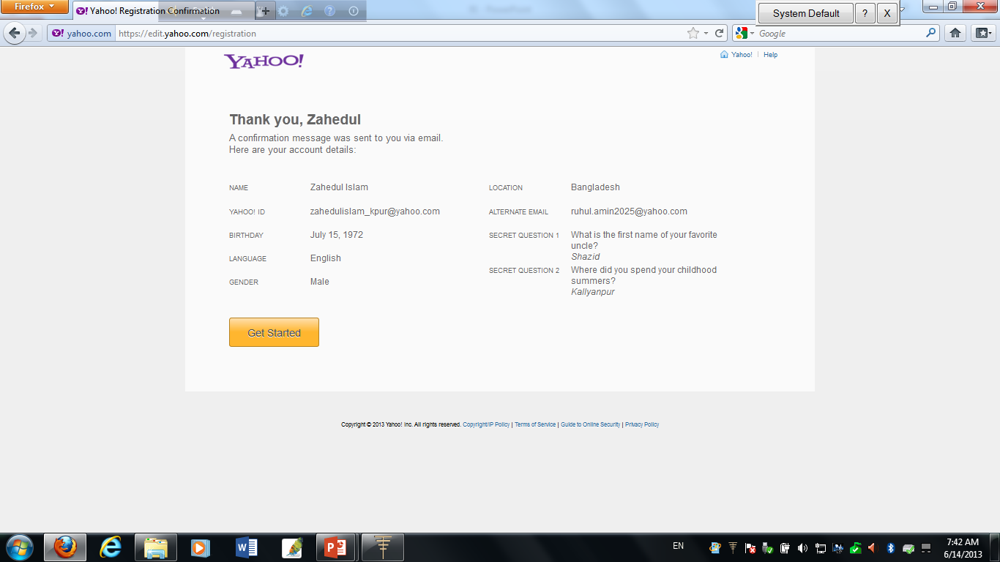 Firefox
Yahoo! Registration Confirmation
System Default
?
X
yahoo.com
https://edit.yahoo.com/registration
Google
YAHOO!
Yahoo! | Help
Thank you, Zahedul
A confirmation message was sent to you via email.
Here are your account details:
NAME Zahedul Islam
YAHOO! ID zahedulislam_kpur@yahoo.com
BIRTHDAY July 15, 1972
LANGUAGE English
GENDER Male
LOCATION Bangladesh
ALTERNATE EMAIL ruhul.amin2025@yahoo.com
SECRET QUESTION 1 What is the first name of your favorite
uncle?
Shazid
SECRET QUESTION 2 Where did you spend your childhood
summers?
Kallyanpur
Get Started
Copyright © 2013 Yahoo! Inc. All rights reserved. Copyright/IP Policy | Terms of Service | Guide to Online Security | Privacy Policy
EN
7:42 AM
6/14/2013